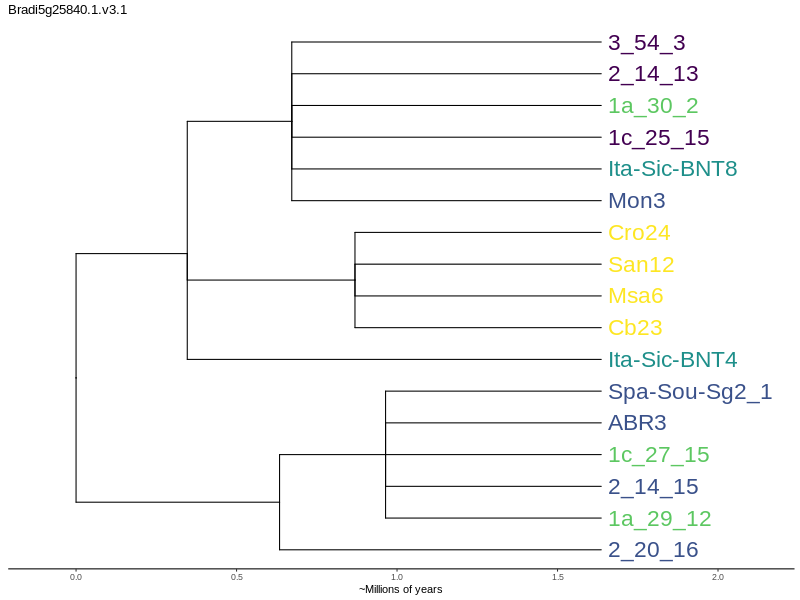 Bradi5g25840.1.v3.1
3_54_3
2_14_13
1a_30_2
1c_25_15
Ita-Sic-BNT8
Mon3
Cro24
San12
Msa6
Cb23
Ita-Sic-BNT4
Spa-Sou-Sg2_1
ABR3
1c_27_15
2_14_15
1a_29_12
2_20_16
0.0 0.5 1.0 1.5 2.0
~Millions of years